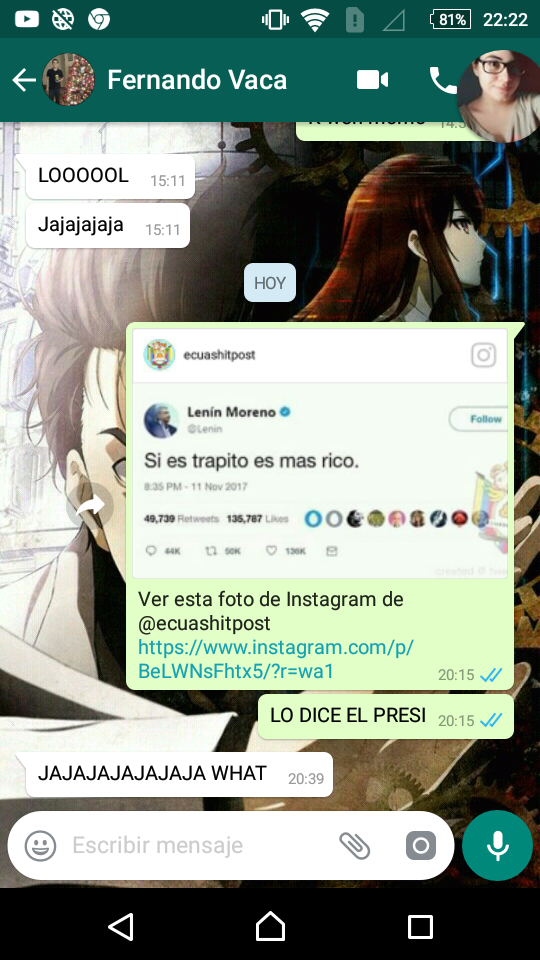 81% 22:22
Fernando Vaca
LOOOOOL 15:11
Jajajajaja 15:11
HOY
ecuashitpost
Lenín Moreno
@Lenin
Follow
Si es trapito es mas rico.
8:35 PM - 11 Nov 2017
49,739 Retweets 135,787 Likes
44K 50K 136K
created @
Ver esta foto de Instagram de
@ecuashitpost
https://www.instagram.com/p/
BeLWNsFhtx5/?r=wa1 20:15
LO DICE EL PRESI 20:15
JAJAJAJAJAJAJA WHAT 20:39
Escribir mensaje